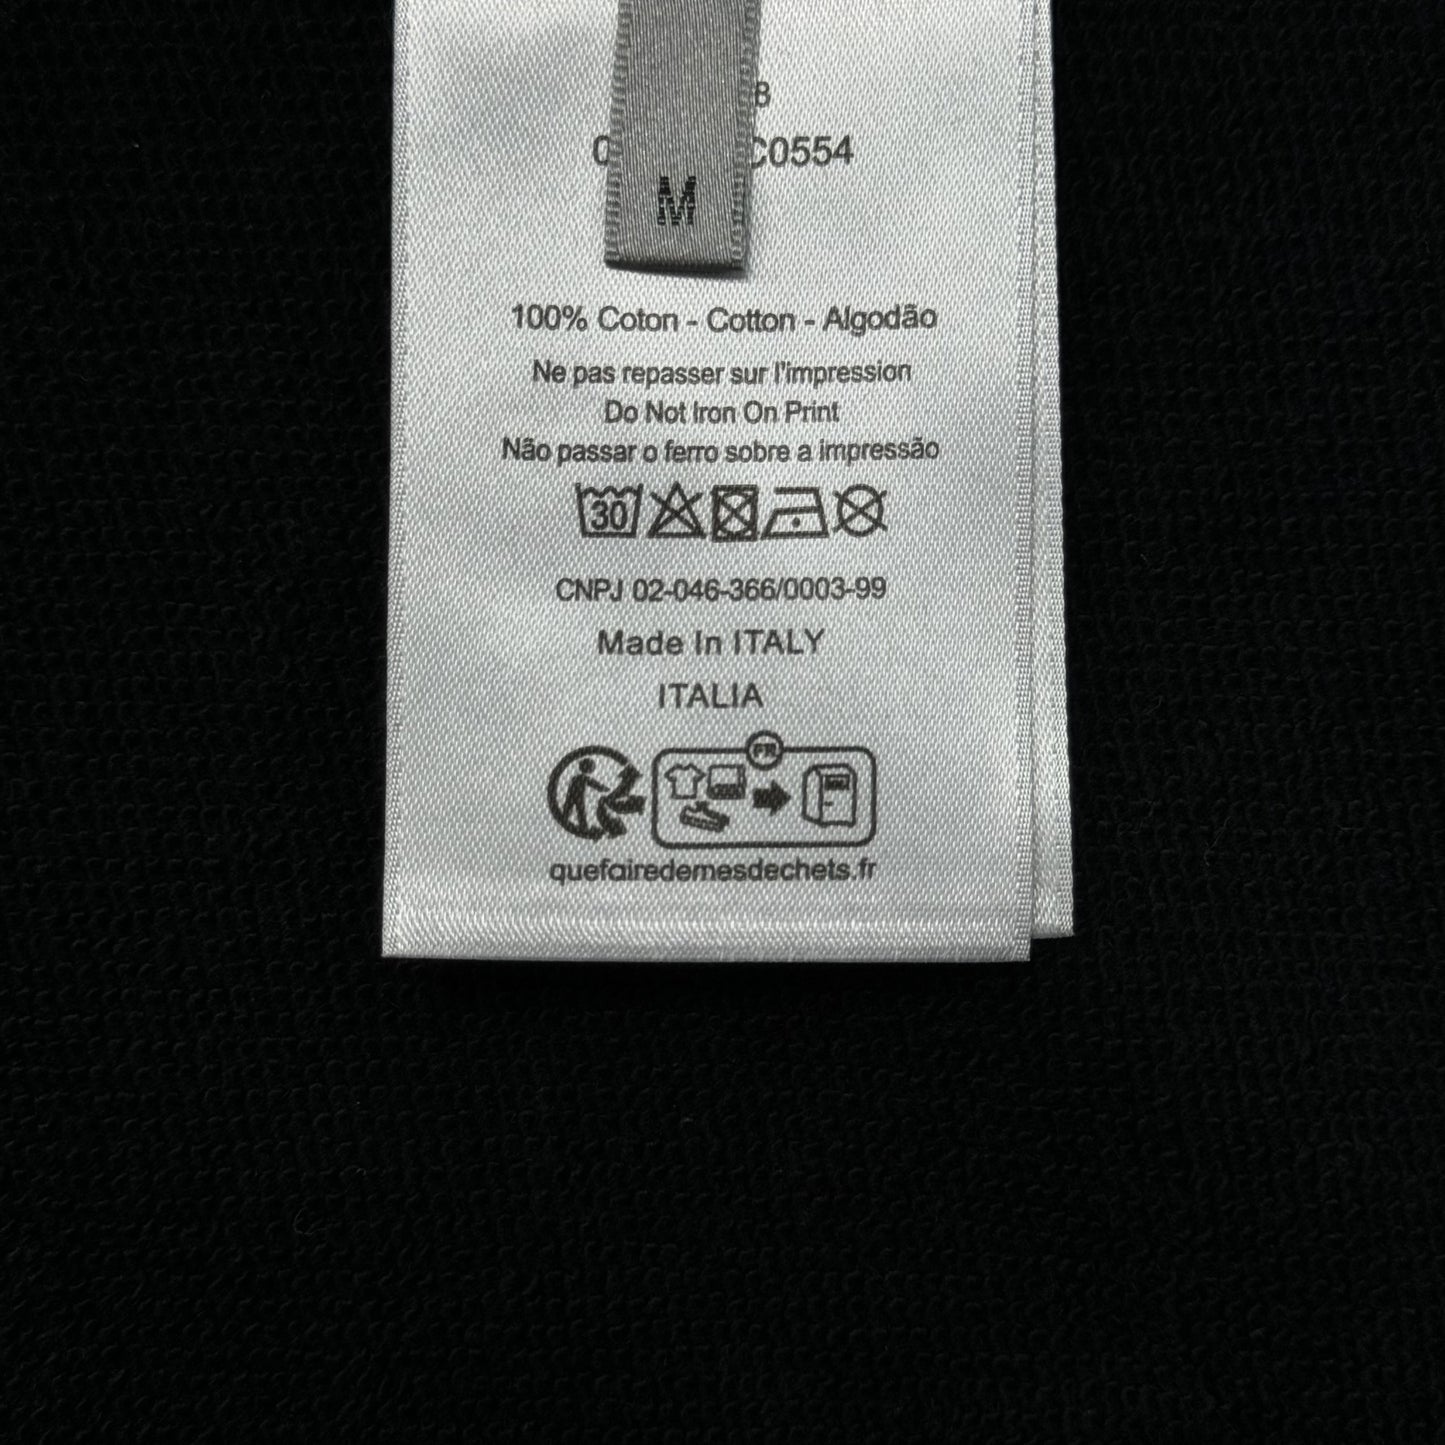 8
C0554
M
100% Coton - Cotton - Algodão
Ne pas repasser sur l'impression
Do Not Iron On Print
Não passar o ferro sobre a impressão
30
CNPJ 02-046-366/0003-99
Made In ITALY
ITALIA
FR
quefairedemesdechets.fr